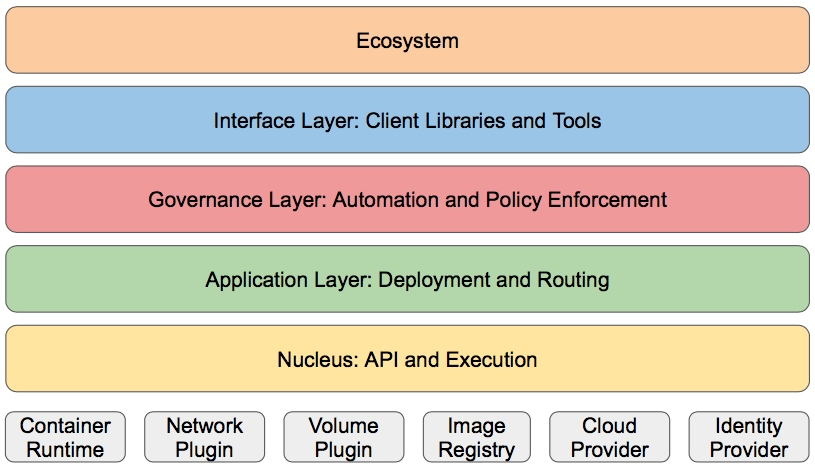 Ecosystem
Interface Layer: Client Libraries and Tools
Governance Layer: Automation and Policy Enforcement
Application Layer: Deployment and Routing
Nucleus: API and Execution
Container
Runtime
Network
Plugin
Volume
Plugin
Image
Registry
Cloud
Provider
Identity
Provider